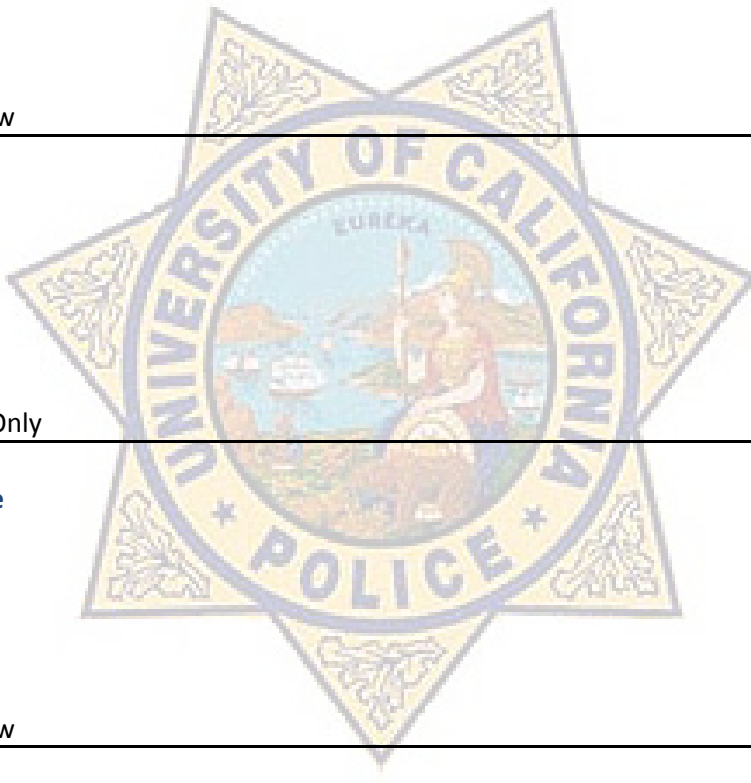 w
UNIVERSITY OF CALIFORNIA
EUREKA
Only
e
POLICE
w